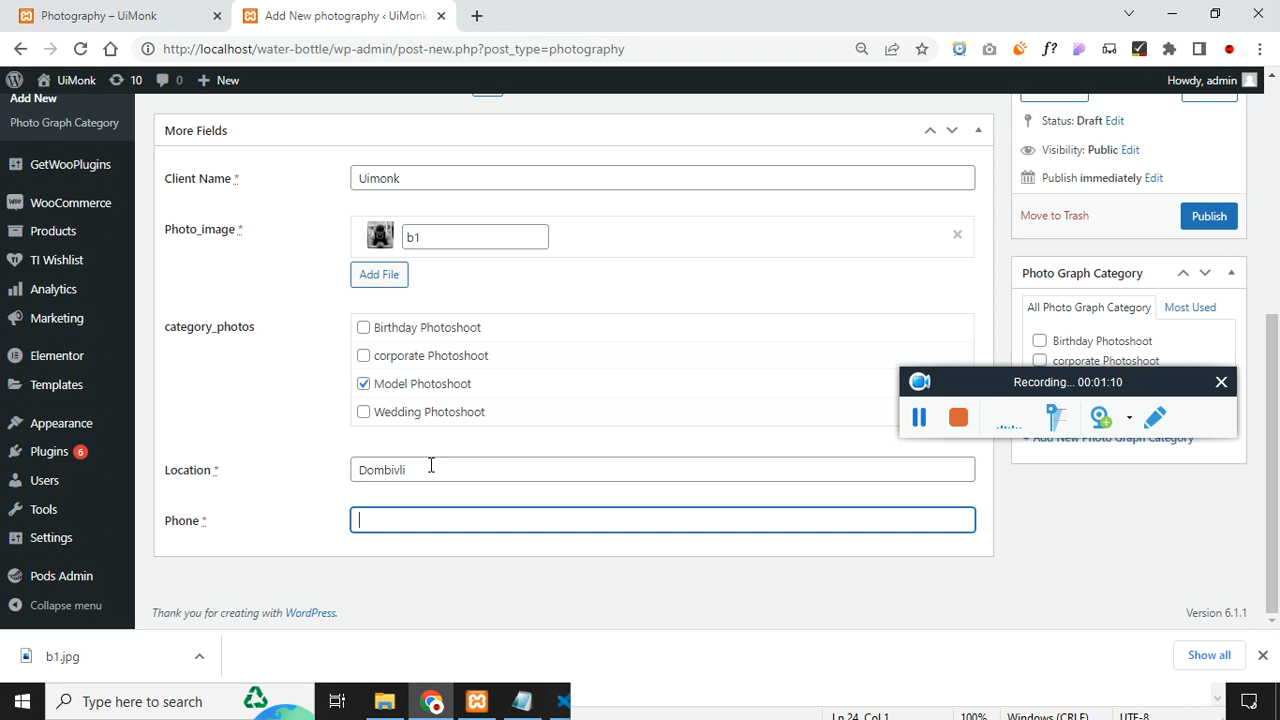 Photography – UiMonk
Add New photography ‹ UiMonk
http://localhost/water-bottle/wp-admin/post-new.php?post_type=photography
UiMonk 10 0 New
Howdy, admin
Add New
Photo Graph Category
GetWooPlugins
WooCommerce
Products
TI Wishlist
Analytics
Marketing
Elementor
Templates
Appearance
Plugins 6
Users
Tools
Settings
Pods Admin
Collapse menu
More Fields
Client Name *
Uimonk
Photo_image *
b1
Add File
category_photos
Birthday Photoshoot
corporate Photoshoot
Model Photoshoot
Wedding Photoshoot
Location *
Dombivli
Phone *
Status: Draft Edit
Visibility: Public Edit
Publish immediately Edit
Move to Trash
Publish
Photo Graph Category
All Photo Graph Category
Most Used
Birthday Photoshoot
corporate Photoshoot
Recording... 00:01:10
+ Add New Photo Graph Category
Thank you for creating with WordPress.
Version 6.1.1
b1.jpg
Show all
Type here to search
Ln 24, Col 1
100%
Windows (CRLF)
UTF-8